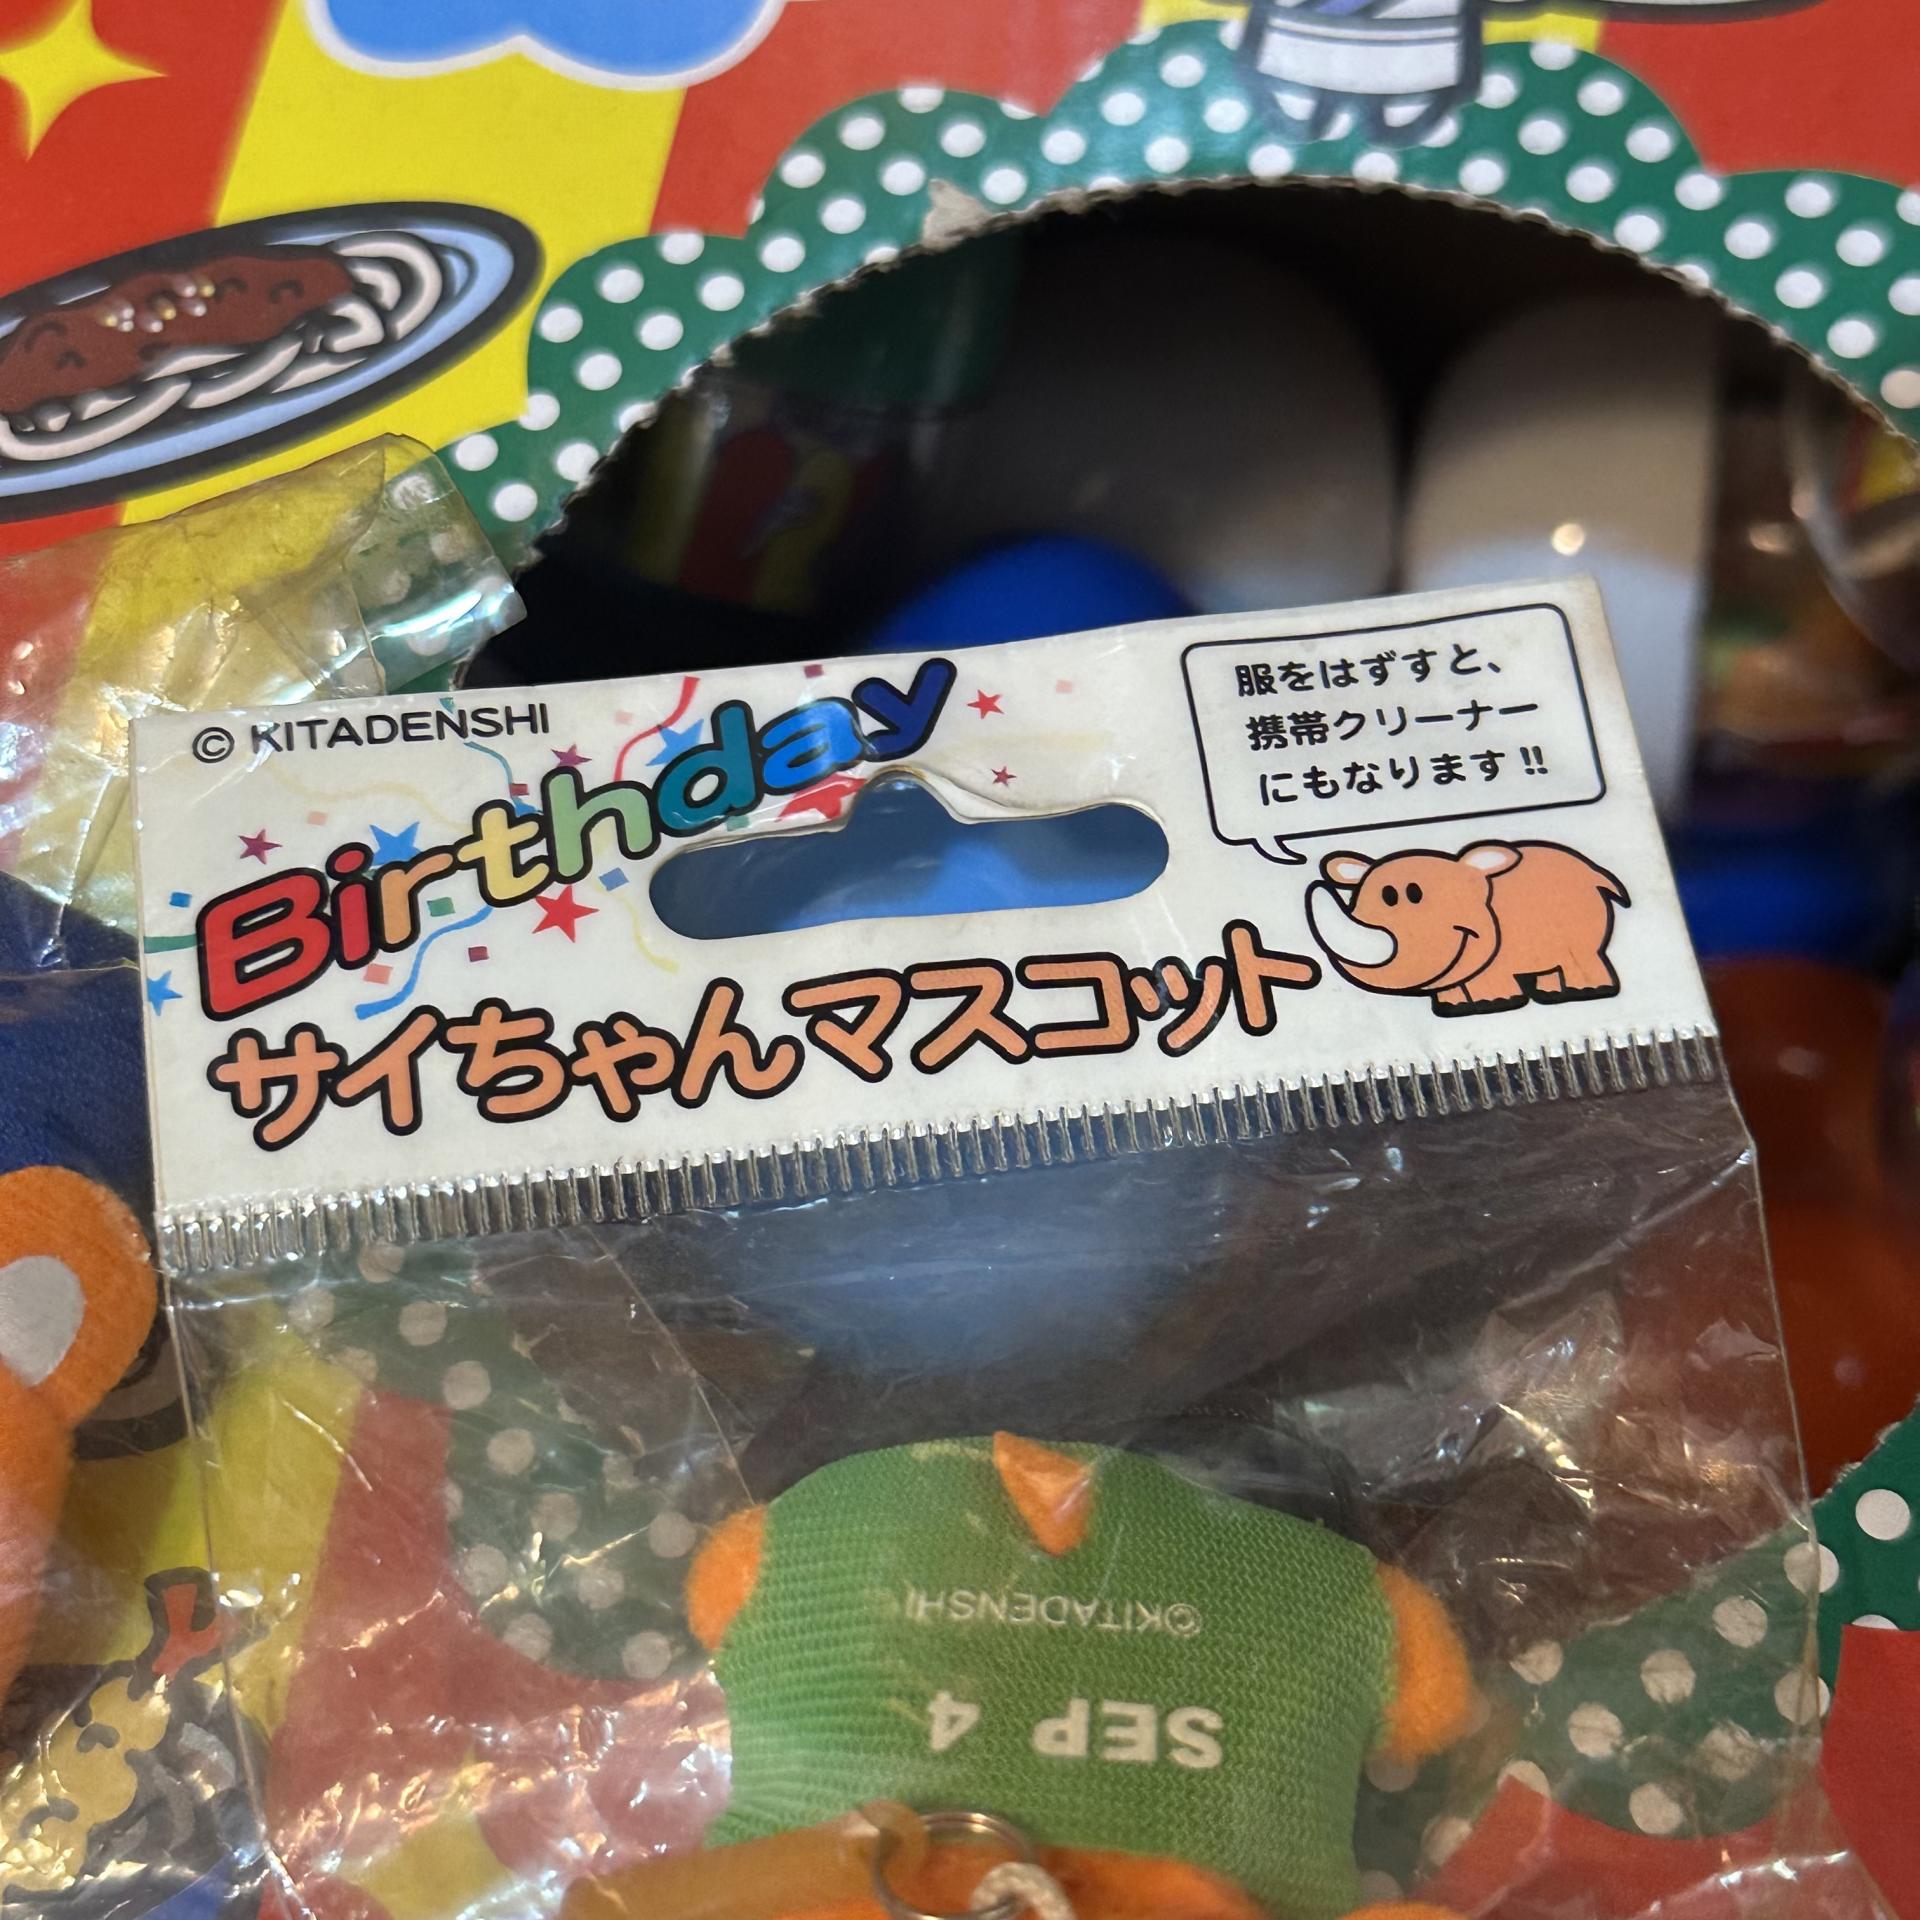 © KITADENSHI
Birthday
サイちゃんマスコット
服をはずすと、
携帯クリーナー
にもなります!!
©KITADENSHI
SEP 4